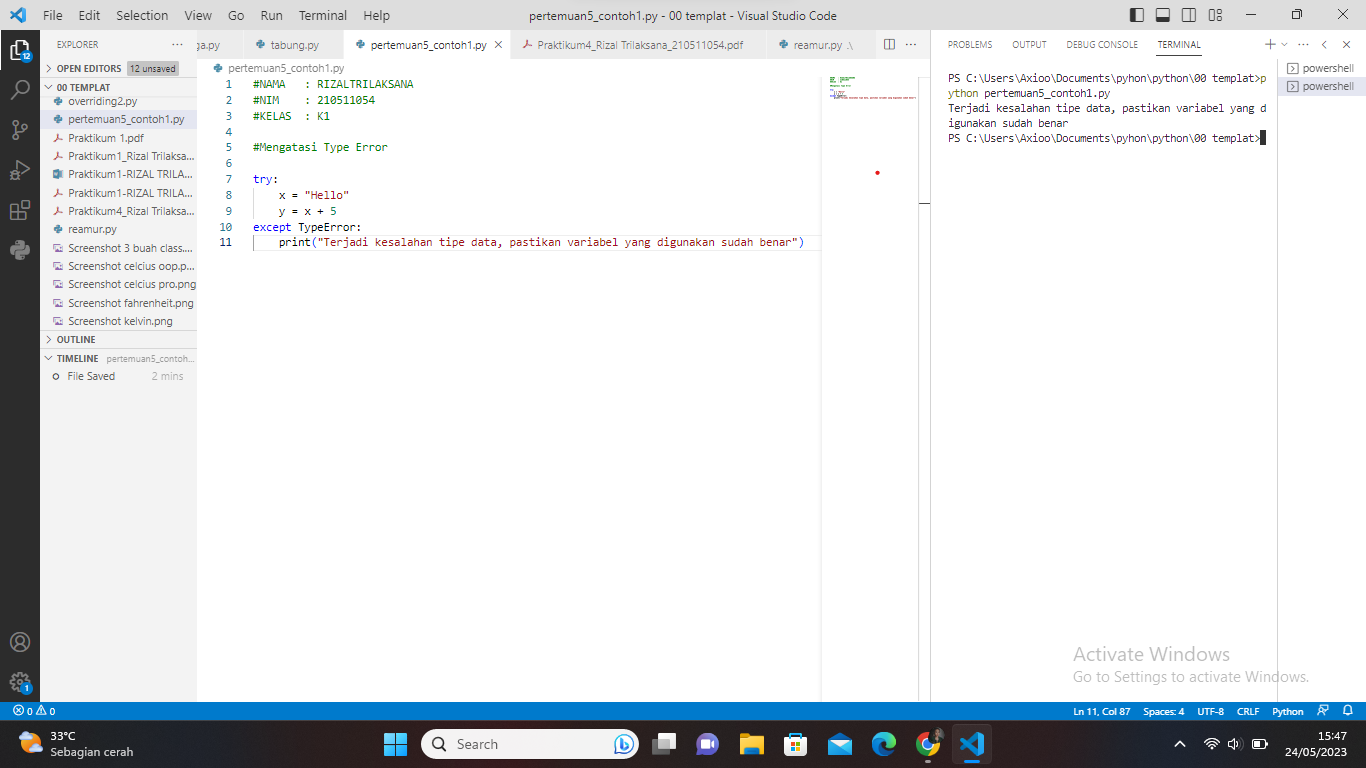 File Edit Selection View Go Run Terminal Help pertemuan5_contoh1.py - 00 templat - Visual Studio Code
EXPLORER
OPEN EDITORS 12 unsaved
00 TEMPLAT
overriding2.py
pertemuan5_contoh1.py
Praktikum 1.pdf
Praktikum1_Rizal Trilaksa...
Praktikum1-RIZAL TRILA...
Praktikum1-RIZAL TRILA...
Praktikum4_Rizal Trilaksa...
reamur.py
Screenshot 3 buah class....
Screenshot celcius oop.p...
Screenshot celcius pro.png
Screenshot fahrenheit.png
Screenshot kelvin.png
OUTLINE
TIMELINE pertemuan5_contoh...
File Saved 2 mins
ga.py tabung.py pertemuan5_contoh1.py Praktikum4_Rizal Trilaksana_210511054.pdf reamur.py .\
pertemuan5_contoh1.py
1 #NAMA : RIZALTRILAKSANA
2 #NIM : 210511054
3 #KELAS : K1
4
5 #Mengatasi Type Error
6
7 try:
8 x = "Hello"
9 y = x + 5
10 except TypeError:
11 print("Terjadi kesalahan tipe data, pastikan variabel yang digunakan sudah benar")
PROBLEMS OUTPUT DEBUG CONSOLE TERMINAL
PS C:\Users\Axioo\Documents\pyhon\python\00 templat>p
ython pertemuan5_contoh1.py
Terjadi kesalahan tipe data, pastikan variabel yang d
igunakan sudah benar
PS C:\Users\Axioo\Documents\pyhon\python\00 templat>
powershell
powershell
Activate Windows
Go to Settings to activate Windows.
12
1
0 0 Ln 11, Col 87 Spaces: 4 UTF-8 CRLF Python
33°C
Sebagian cerah
Search
15:47
24/05/2023